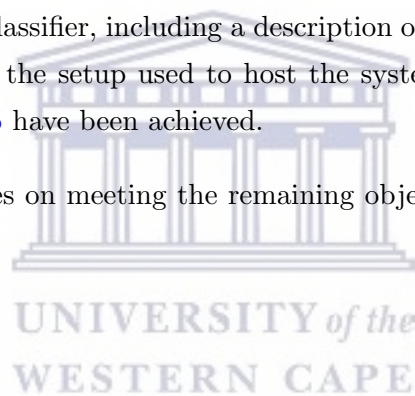 lassifier, including a description o
the setup used to host the syste
have been achieved.
es on meeting the remaining obje
UNIVERSITY of the
WESTERN CAPE